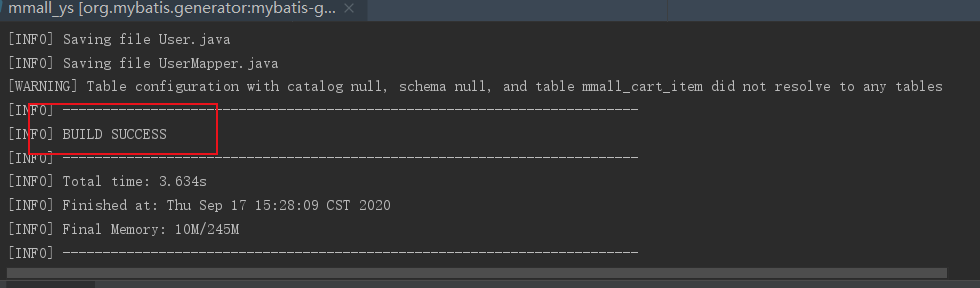 mmall_ys [org.mybatis.generator:mybatis-g...
[INFO] Saving file User.java
[INFO] Saving file UserMapper.java
[WARNING] Table configuration with catalog null, schema null, and table mmall_cart_item did not resolve to any tables
[INFO] ------------------------------------------------------------------------
[INFO] BUILD SUCCESS
[INFO] ------------------------------------------------------------------------
[INFO] Total time: 3.634s
[INFO] Finished at: Thu Sep 17 15:28:09 CST 2020
[INFO] Final Memory: 10M/245M
[INFO] ------------------------------------------------------------------------